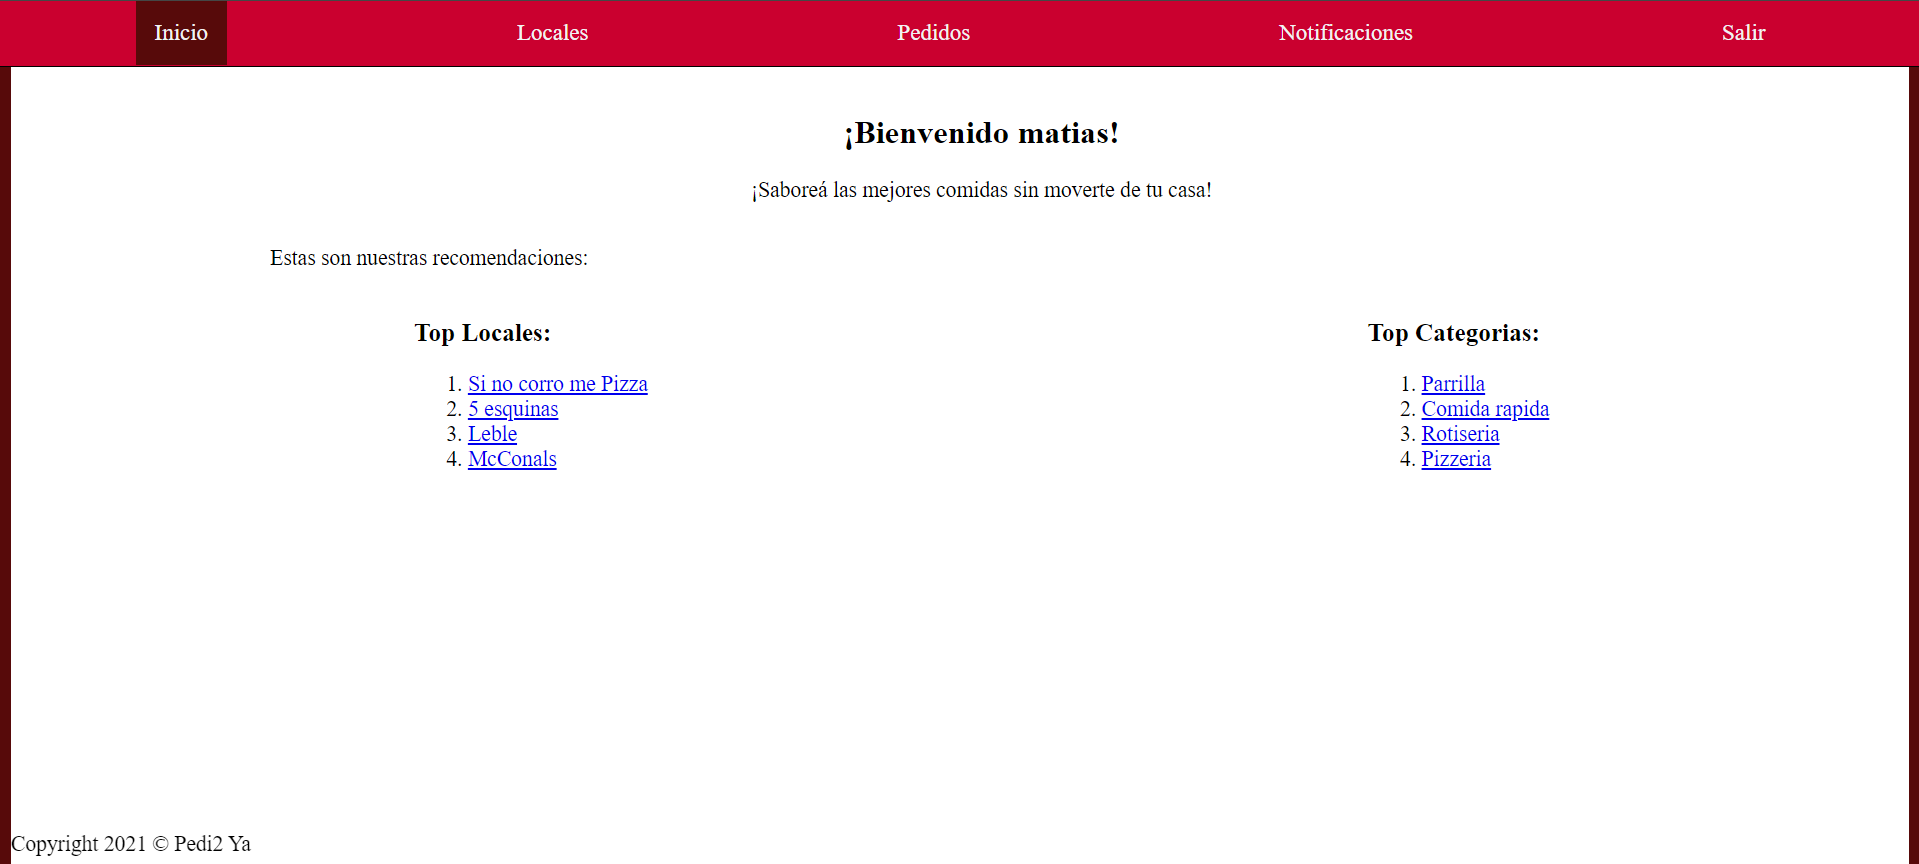 Inicio Locales Pedidos Notificaciones Salir
¡Bienvenido matias!
¡Saboreá las mejores comidas sin moverte de tu casa!
Estas son nuestras recomendaciones:
Top Locales:
1. Si no corro me Pizza
2. 5 esquinas
3. Leble
4. McConals
Top Categorias:
1. Parrilla
2. Comida rapida
3. Rotiseria
4. Pizzeria
Copyright 2021 © Pedi2 Ya